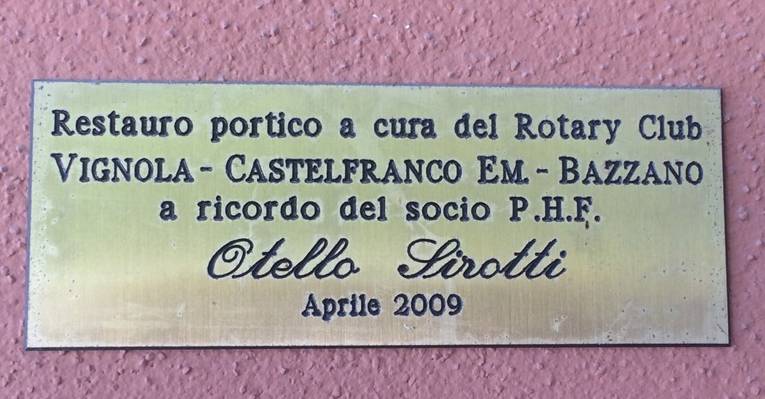 Restauro portico a cura del Rotary Club
VIGNOLA - CASTELFRANCO EM. - BAZZANO
a ricordo del socio P.H.F.
Otello Sirotti
Aprile 2009